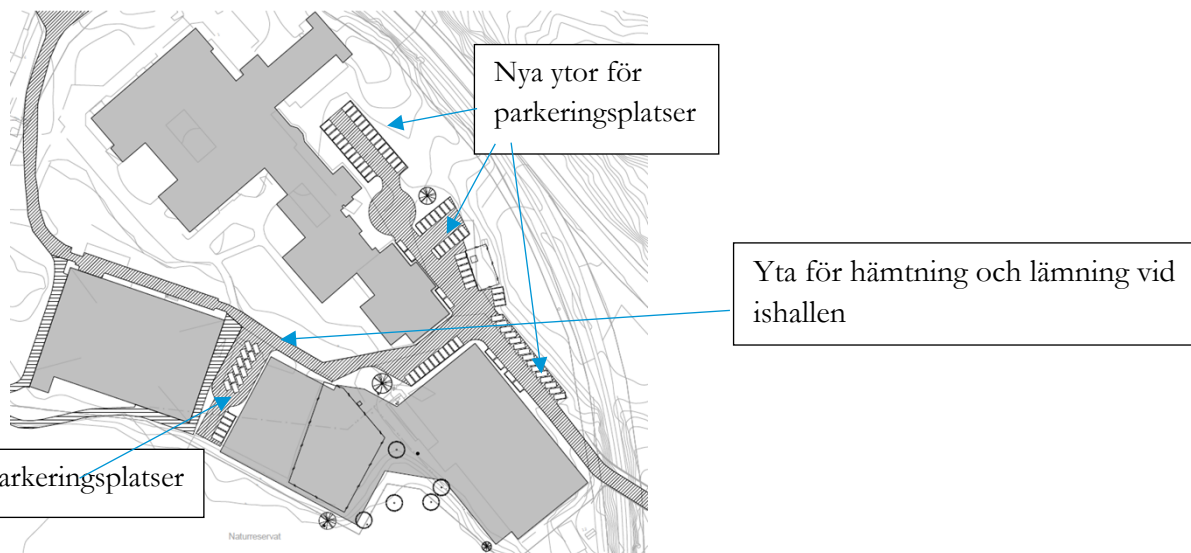 Nya ytor för
parkeringsplatser
Yta för hämtning och lämning vid
ishallen
arkeringsplatser
Naturreservat